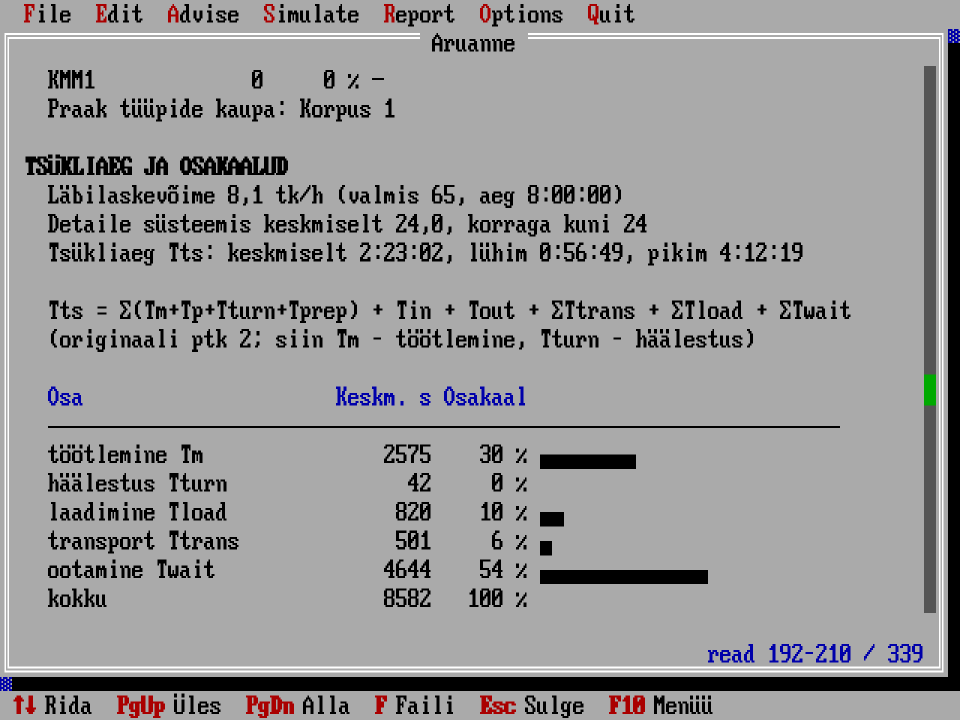 File Edit Advise Simulate Report Options Quit
Aruanne
KMM1 0 0 % —
Praak tüüpide kaupa: Korpus 1
TSÜKLIAEG JA OSAKAALUD
Läbilaskevõime 8,1 tk/h (valmis 65, aeg 8:00:00)
Detaile süsteemis keskmiselt 24,0, korraga kuni 24
Tsükliaeg Tts: keskmiselt 2:23:02, lühim 0:56:49, pikim 4:12:19
Tts = Σ(Tm+Tp+Tturn+Tprep) + Tin + Tout + ΣTtrans + ΣTload + ΣTwait
(originaali ptk 2; siin Tm - töötlemine, Tturn - häälestus)
Osa Keskm. s Osakaal
töötlemine Tm 2575 30 %
häälestus Tturn 42 0 %
laadimine Tload 820 10 %
transport Ttrans 501 6 %
ootamine Twait 4644 54 %
kokku 8582 100 %
read 192-210 / 339
↑↓ Rida PgUp Üles PgDn Alla F Faili Esc Sulge F10 Menüü